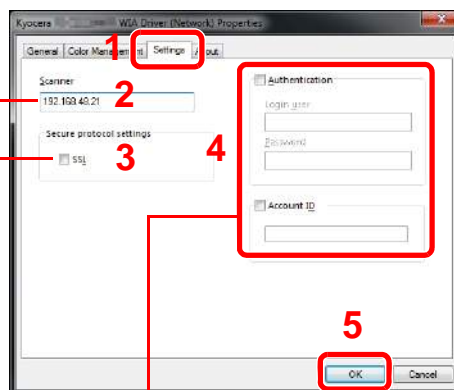 Kyocera WIA Driver (Network) Properties
1
General Color Management Settings About
Scanner
192.168.48.21
2
Secure protocol settings
SSL
3
4
Authentication
Login user
Password
Account ID
5
OK Cancel